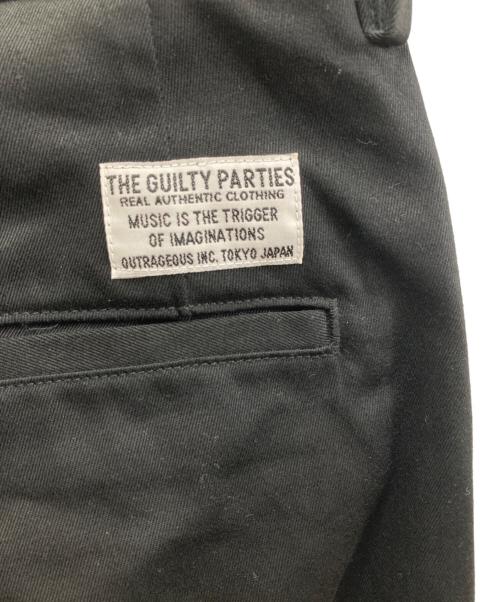 THE GUILTY PARTIES
REAL AUTHENTIC CLOTHING
MUSIC IS THE TRIGGER
OF IMAGINATIONS
OUTRAGEOUS INC. TOKYO JAPAN